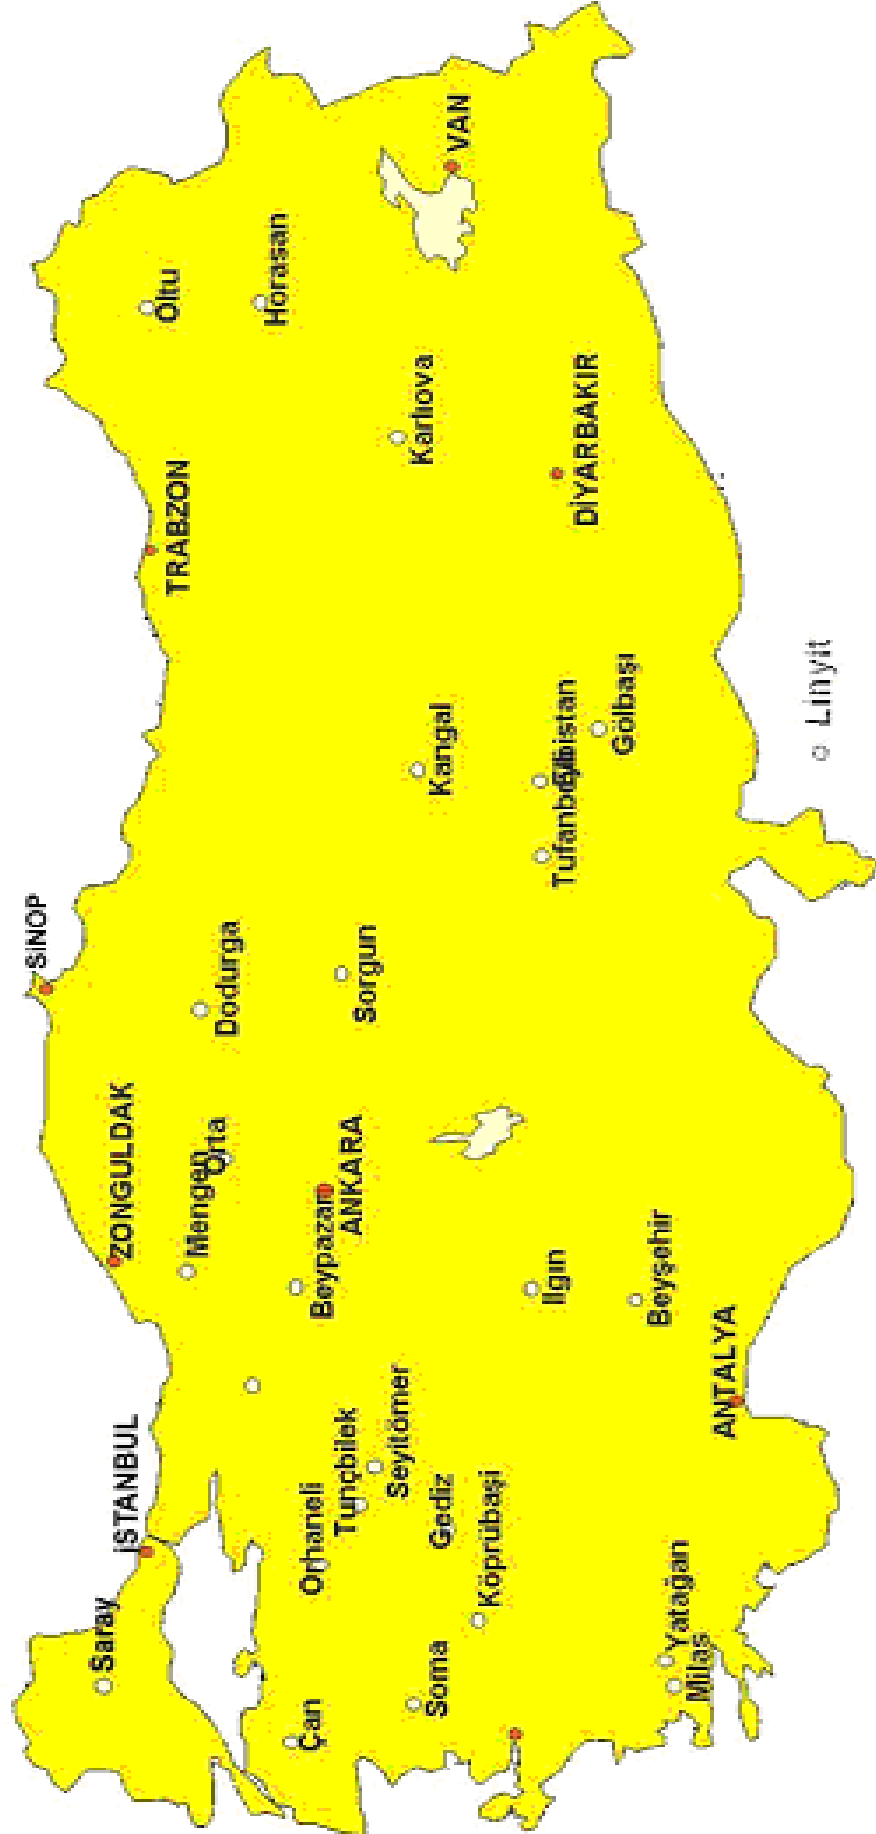 SİNOP
ZONGULDAK
İSTANBUL
Saray
TRABZON
Oltu
Mengen
Orta
Dodurga
Horasan
Çan
Orhaneli
Beypazarı
ANKARA
Sorgun
Tunçbilek
Seyitömer
Soma
Gediz
Köprübaşi
Kangal
Karlıova
VAN
Ilgın
Tufanbeyli
Elbistan
DİYARBAKIR
Gölbaşı
Beyşehir
Yatağan
Milas
ANTALYA
Linyit